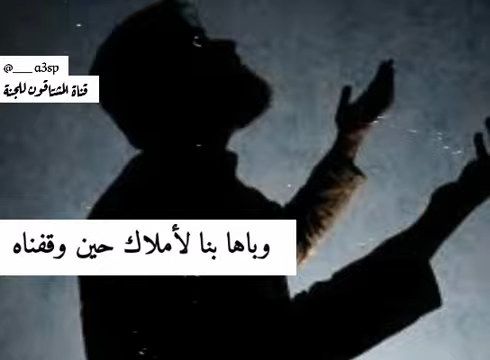 @___a3sp
قناة المشتاقون للجنة
وباها بنا لأملاك حين وقفناه